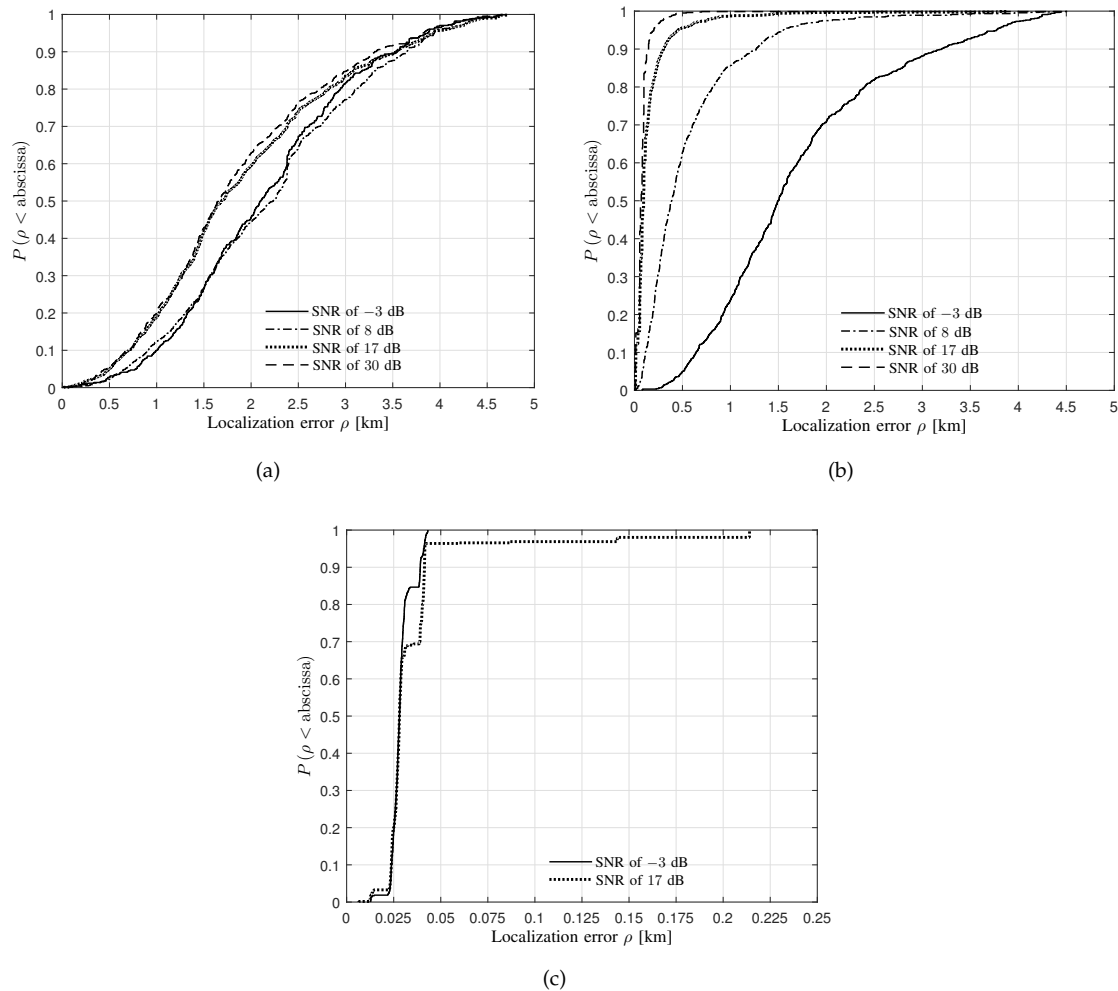 1
0.9
0.8
0.7
0.6
0.5
0.4
0.3
0.2
0.1
0
P (ρ < abscissa)
SNR of −3 dB
SNR of 8 dB
SNR of 17 dB
SNR of 30 dB
0 0.5 1 1.5 2 2.5 3 3.5 4 4.5 5
Localization error ρ [km]
(a)
1
0.9
0.8
0.7
0.6
0.5
0.4
0.3
0.2
0.1
0
P (ρ < abscissa)
SNR of −3 dB
SNR of 8 dB
SNR of 17 dB
SNR of 30 dB
0 0.5 1 1.5 2 2.5 3 3.5 4 4.5 5
Localization error ρ [km]
(b)
1
0.9
0.8
0.7
0.6
0.5
0.4
0.3
0.2
0.1
0
P (ρ < abscissa)
SNR of −3 dB
SNR of 17 dB
0 0.025 0.05 0.075 0.1 0.125 0.15 0.175 0.2 0.225 0.25
Localization error ρ [km]
(c)